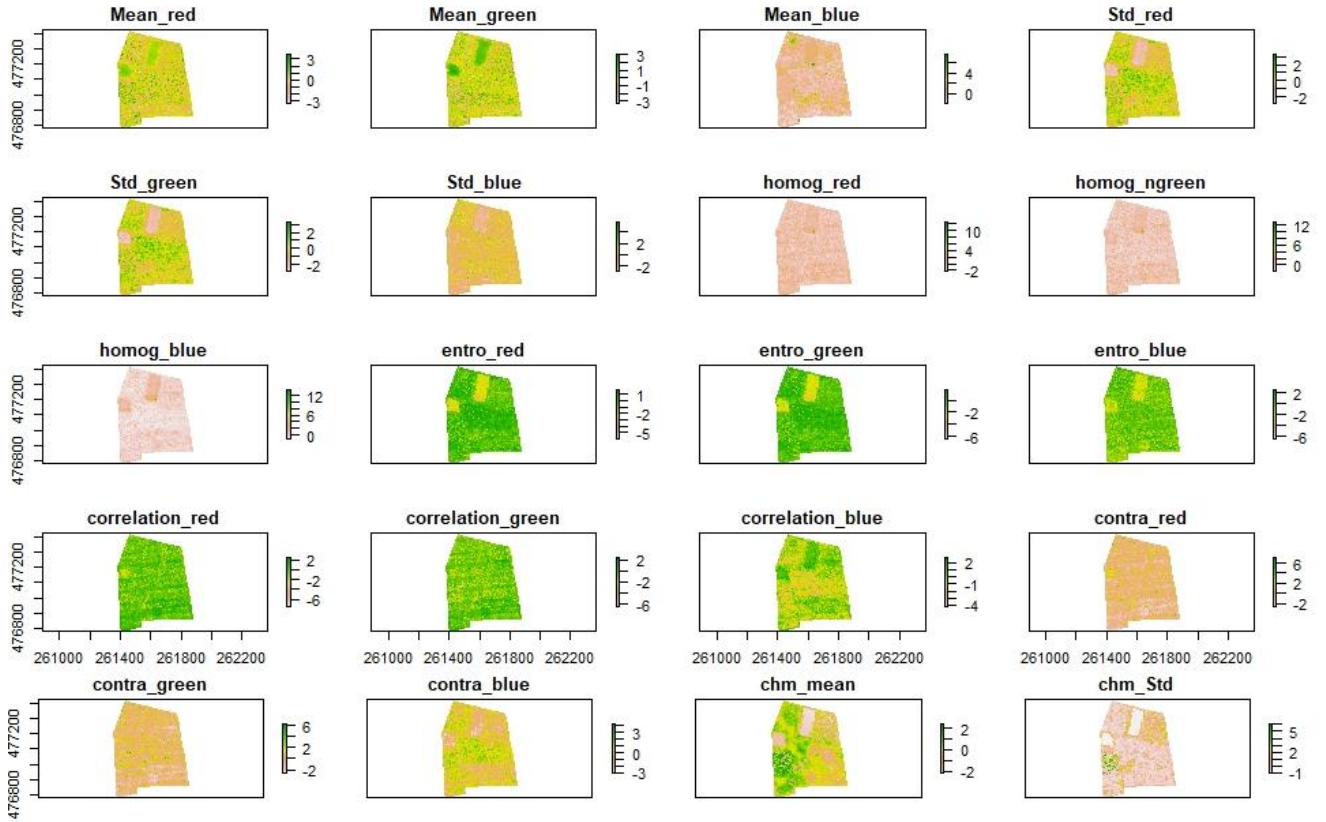 Mean_red Mean_green Mean_blue Std_red
476800 477200
3 0 -3
3 1 -1 -3
4 0
2 0 -2
Std_green Std_blue homog_red homog_ngreen
476800 477200
2 0 -2
2 -2
10 4 -2
12 6 0
homog_blue entro_red entro_green entro_blue
476800 477200
12 6 0
1 -2 -5
-2 -6
2 -2 -6
correlation_red correlation_green correlation_blue contra_red
476800 477200
2 -2 -6
2 -2 -6
2 -1 -4
6 2 -2
261000 261400 261800 262200 261000 261400 261800 262200 261000 261400 261800 262200 261000 261400 261800 262200
contra_green contra_blue chm_mean chm_Std
476800 477200
6 2 -2
3 0 -3
2 0 -2
5 2 -1